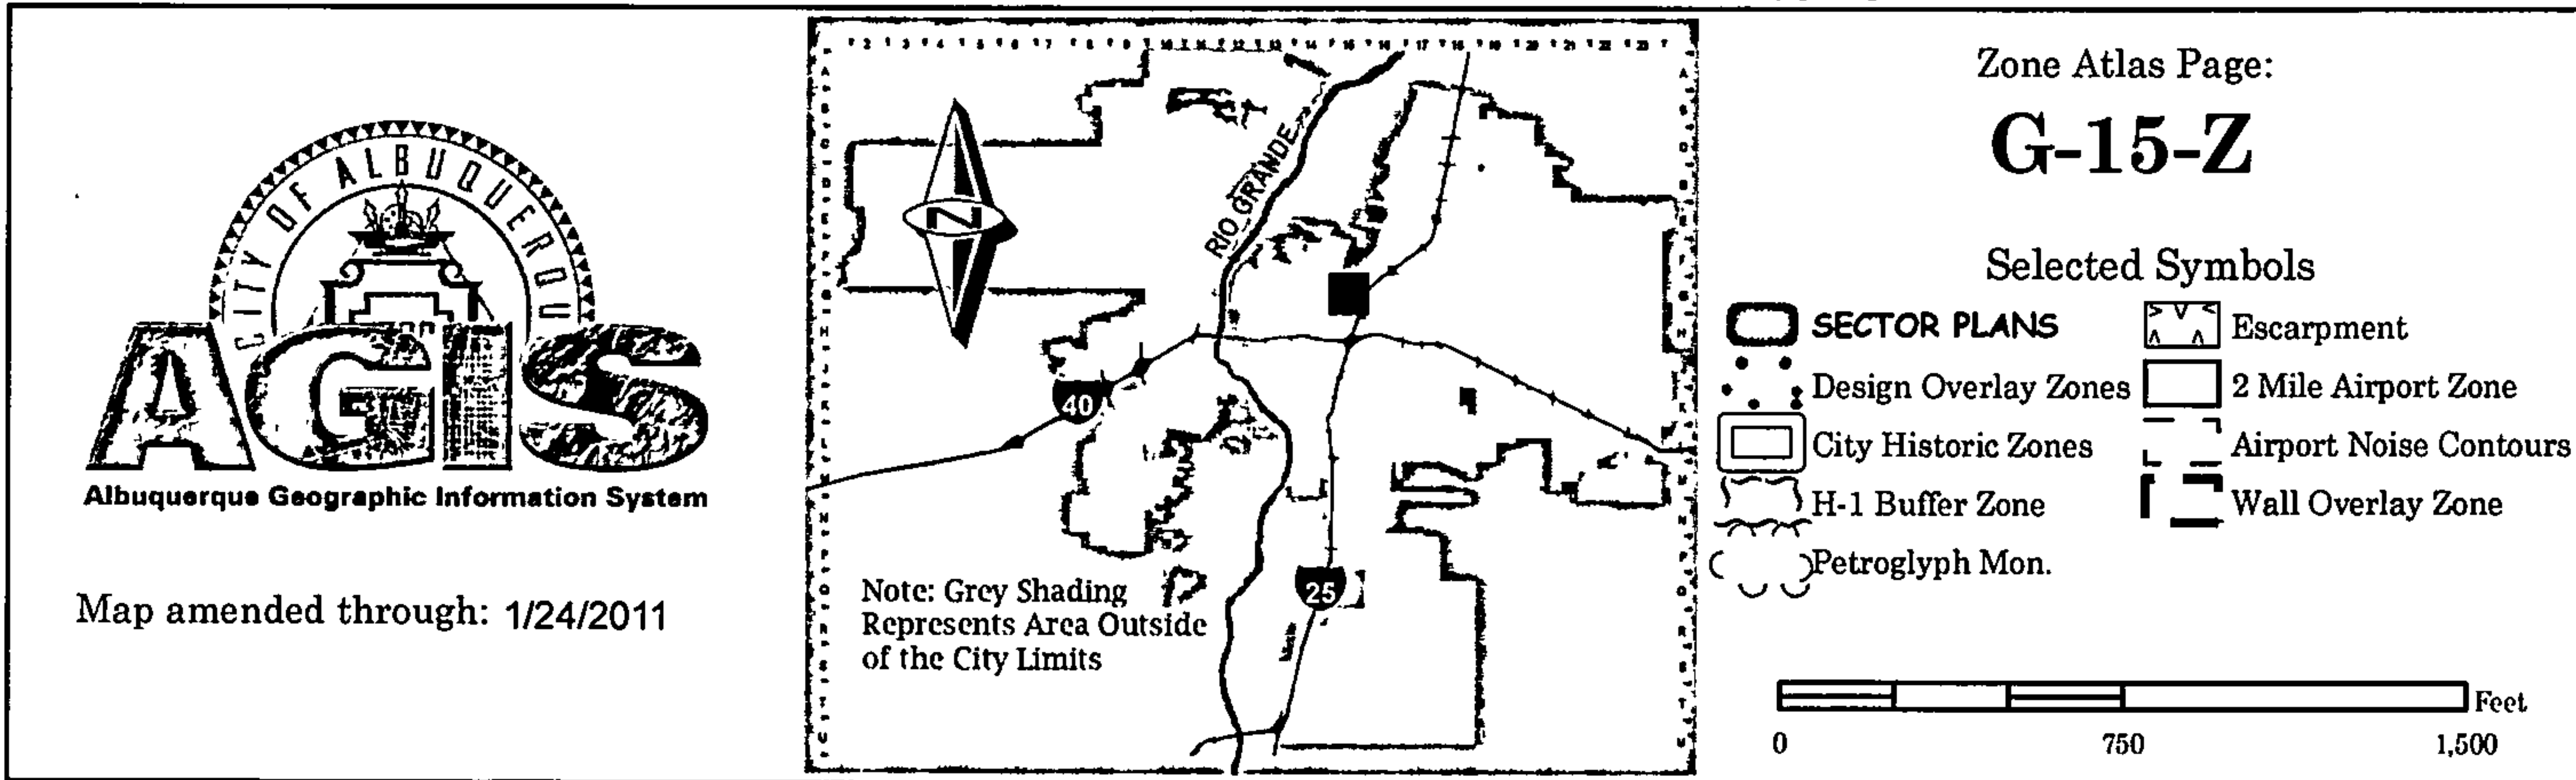 CITY OF ALBUQUERQU
AGIS
Albuquerque Geographic Information System
Map amended through: 1/24/2011
N
RIO GRANDE
40
25
Note: Grey Shading
Represents Area Outside
of the City Limits
Zone Atlas Page:
G-15-Z
Selected Symbols
SECTOR PLANS
Escarpment
Design Overlay Zones
2 Mile Airport Zone
City Historic Zones
Airport Noise Contours
H-1 Buffer Zone
Wall Overlay Zone
Petroglyph Mon.
Feet
0 750 1,500